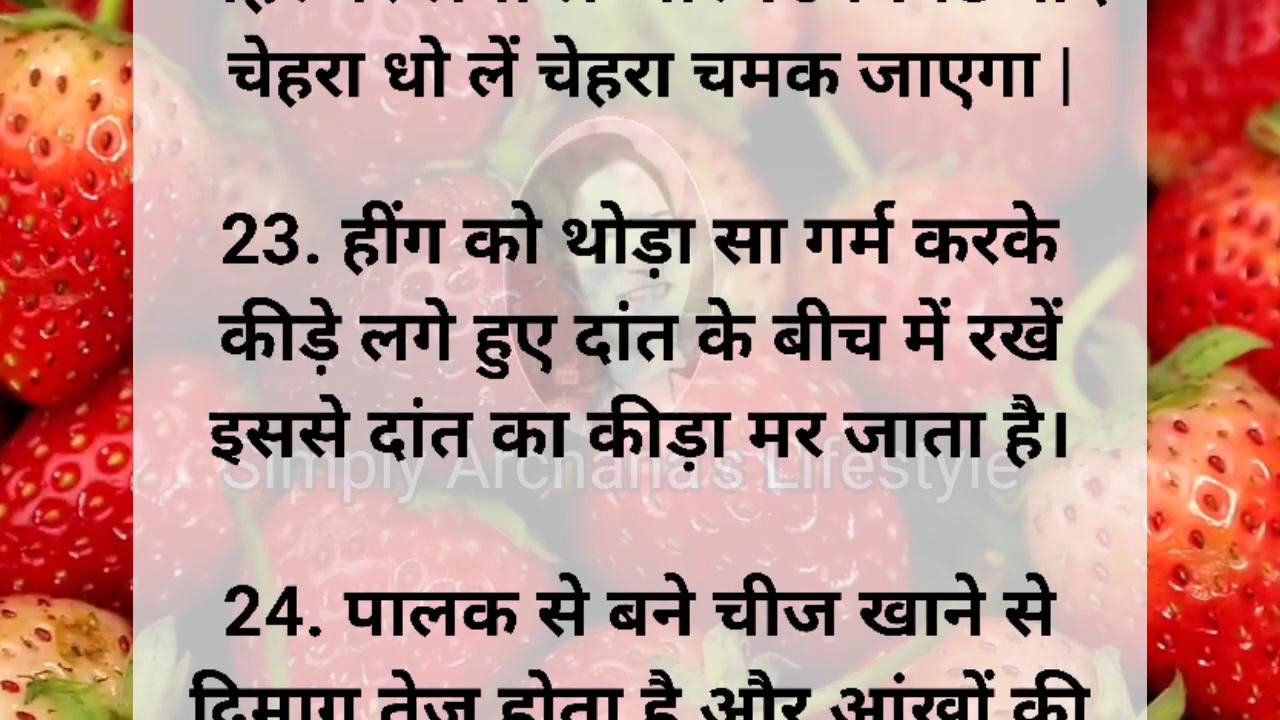 चेहरा धो लें चेहरा चमक जाएगा |
23. हींग को थोड़ा सा गर्म करके
कीड़े लगे हुए दांत के बीच में रखें
इससे दांत का कीड़ा मर जाता है।
Simply Archana's Lifestyle
24. पालक से बने चीज खाने से
दिमाग तेज होता है और आंखों की